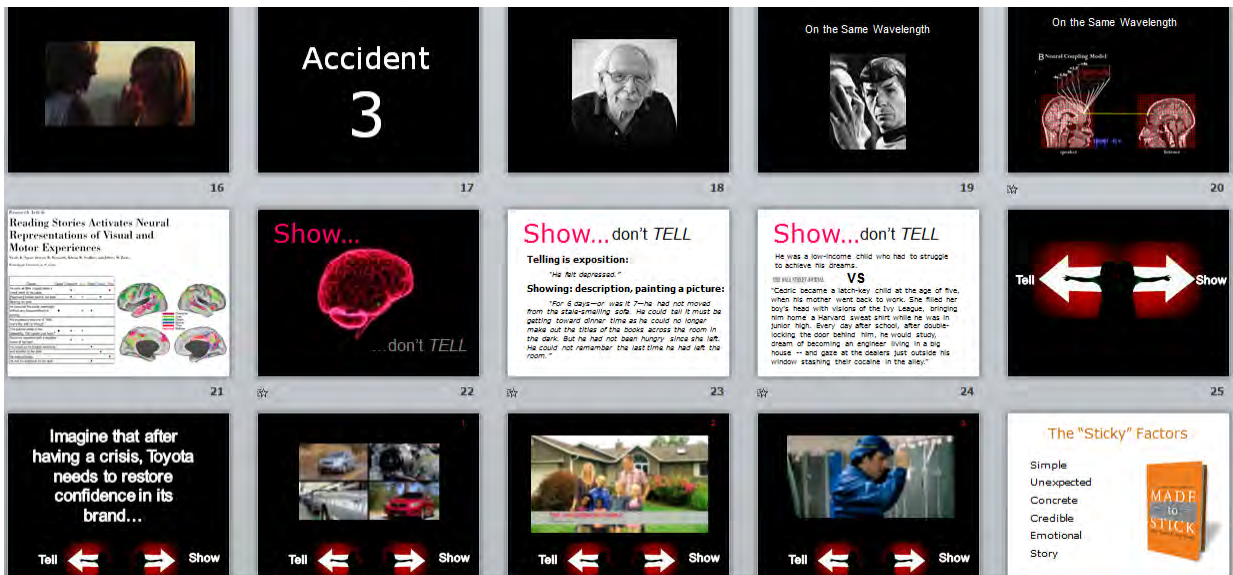 Accident
3
On the Same Wavelength
On the Same Wavelength
B Neural Coupling Model
speaker
listener
16
17
18
19
20
Research Article
Reading Stories Activates Neural
Representations of Visual and
Motor Experiences
Show...
...don't TELL
Show...don't TELL
Telling is exposition:
"He felt depressed."
Showing: description, painting a picture:
"For 6 days—or was it 7—he had not moved
from the stale-smelling sofa. He could tell it must be
getting toward dinner time as he could no longer
make out the titles of the books across the room in
the dark. But he had not been hungry since she left.
He could not remember the last time he had left the
room."
Show...don't TELL
He was a low-income child who had to struggle
to achieve his dreams.
THE WALL STREET JOURNAL VS
"Cedric became a latch-key child at the age of five,
when his mother went back to work. She filled her
boy's head with visions of the Ivy League, bringing
him home a Harvard sweat shirt while he was in
junior high. Every day after school, after double-
locking the door behind him, he would study,
dream of becoming an engineer living in a big
house -- and gaze at the dealers just outside his
window stashing their cocaine in the alley."
Tell
Show
21
22
23
24
25
Imagine that after
having a crisis, Toyota
needs to restore
confidence in its
brand...
Tell
Show
1
Tell
Show
2
Tell
Show
3
Tell
Show
The "Sticky" Factors
Simple
Unexpected
Concrete
Credible
Emotional
Story
MADE
to
STICK